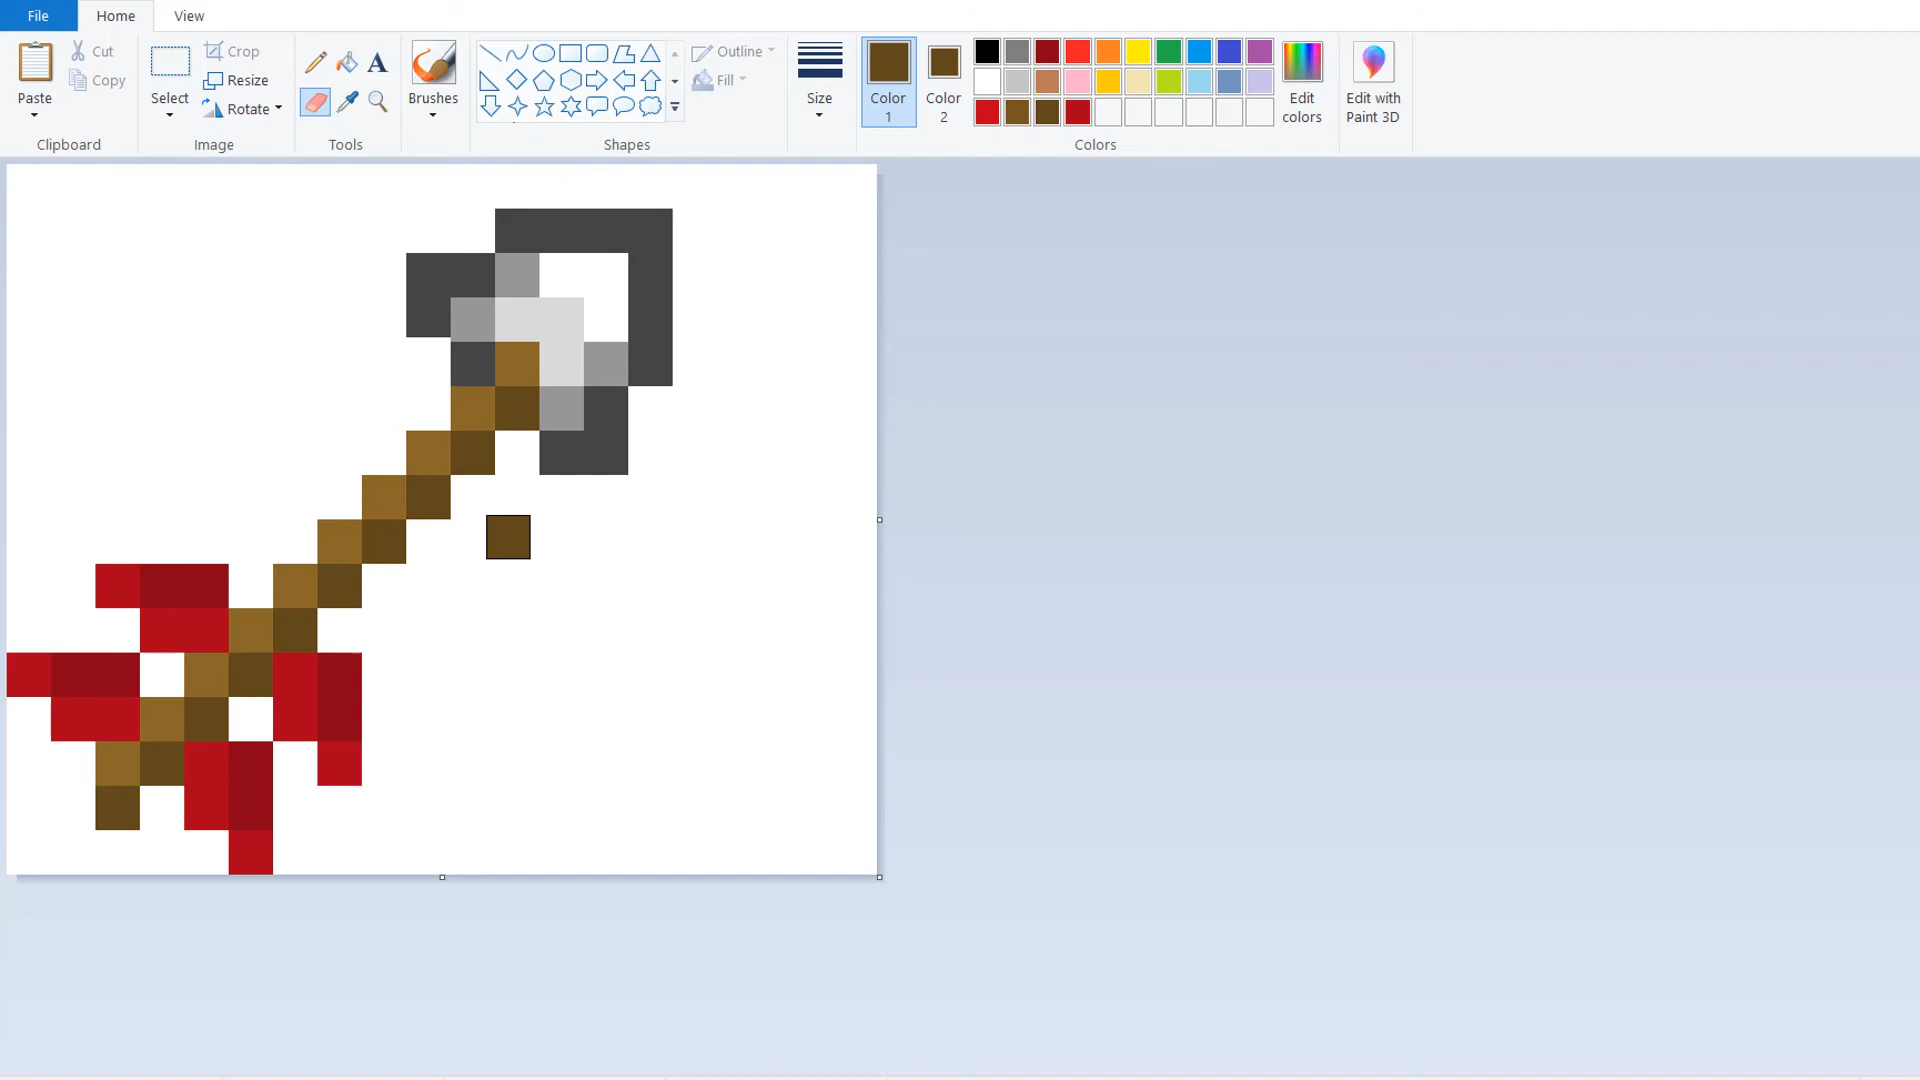 File Home View
Paste
Cut
Copy
Clipboard
Select
Crop
Resize
Rotate
Image
A
Tools
Brushes
Shapes
Outline
Fill
Size
Color
1
Color
2
Colors
Edit
colors
Edit with
Paint 3D